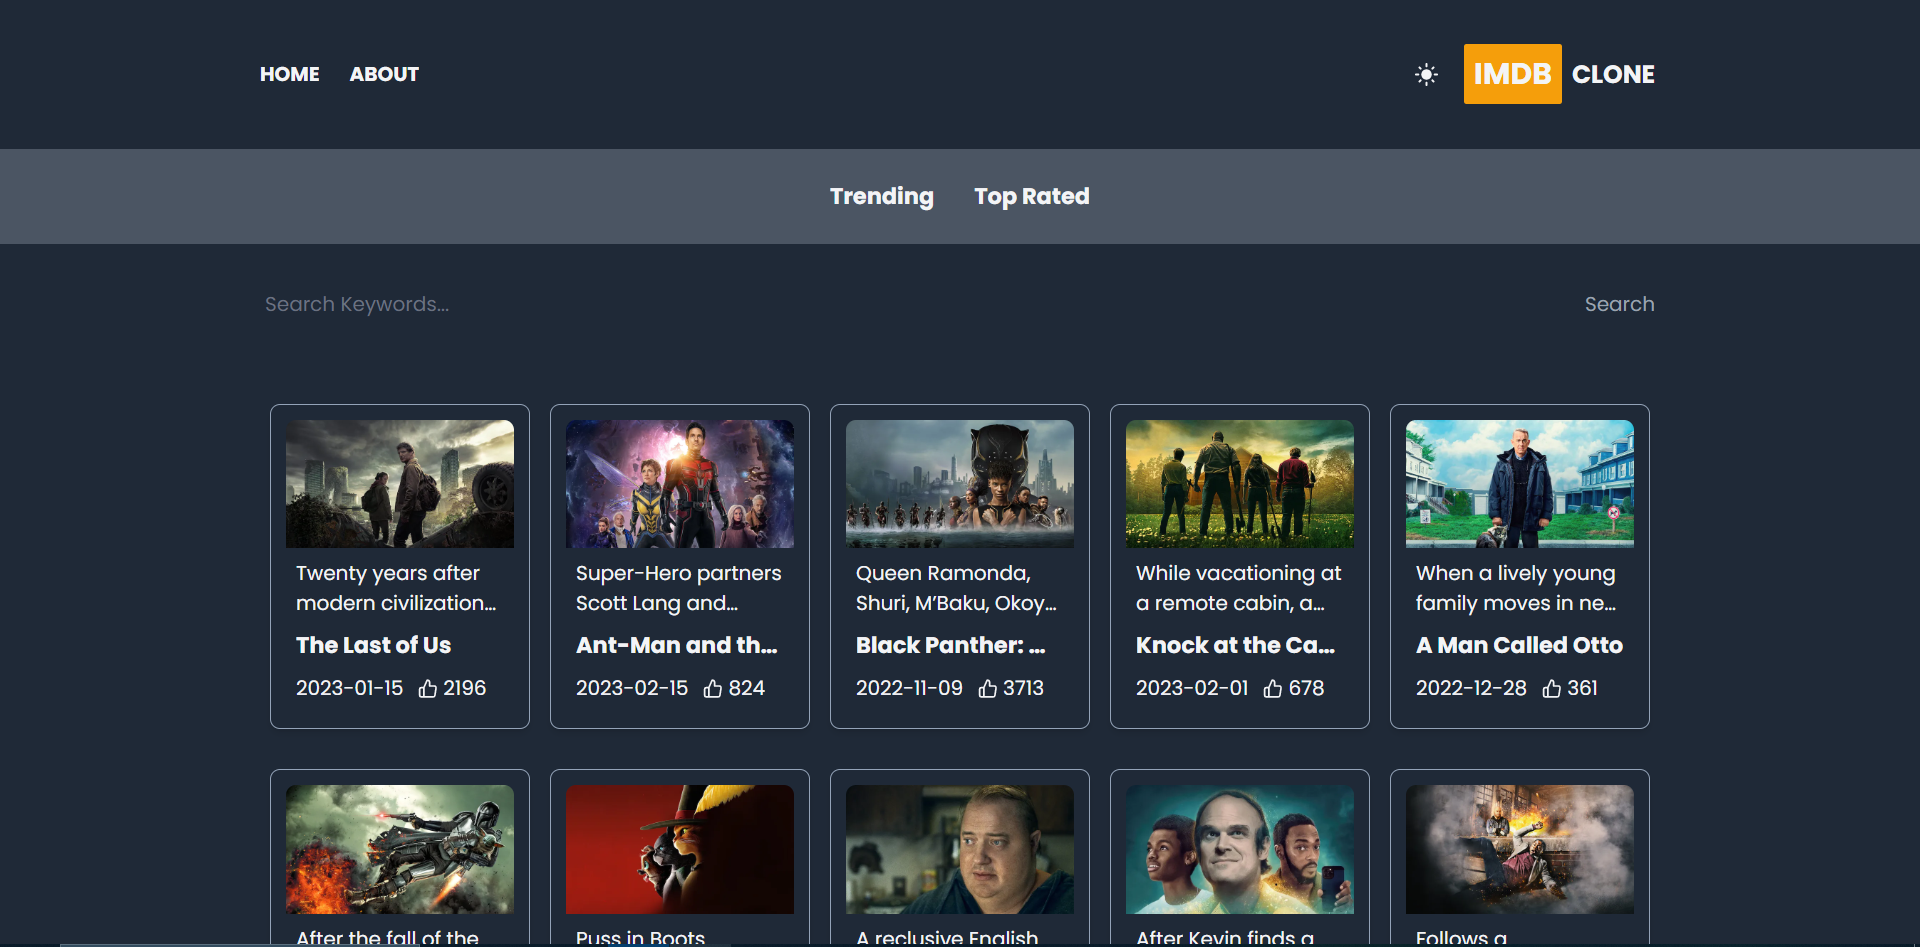 HOME ABOUT IMDB CLONE
Trending Top Rated
Search Keywords... Search
Twenty years after
modern civilization...
The Last of Us
2023-01-15 2196
Super-Hero partners
Scott Lang and...
Ant-Man and th...
2023-02-15 824
Queen Ramonda,
Shuri, M’Baku, Okoy...
Black Panther: ...
2022-11-09 3713
While vacationing at
a remote cabin, a...
Knock at the Ca...
2023-02-01 678
When a lively young
family moves in ne...
A Man Called Otto
2022-12-28 361
After the fall of the
Puss in Boots
A reclusive English
After Kevin finds a
Follows a